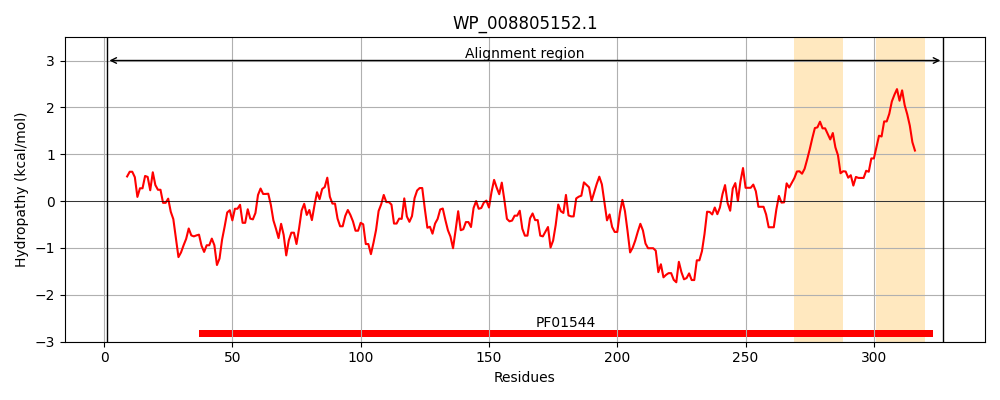 WP_008805152.1
Alignment region
PF01544
Hydropathy (kcal/mol)
3
2
1
0
−1
−2
−3
0 50 100 150 200 250 300
Residues